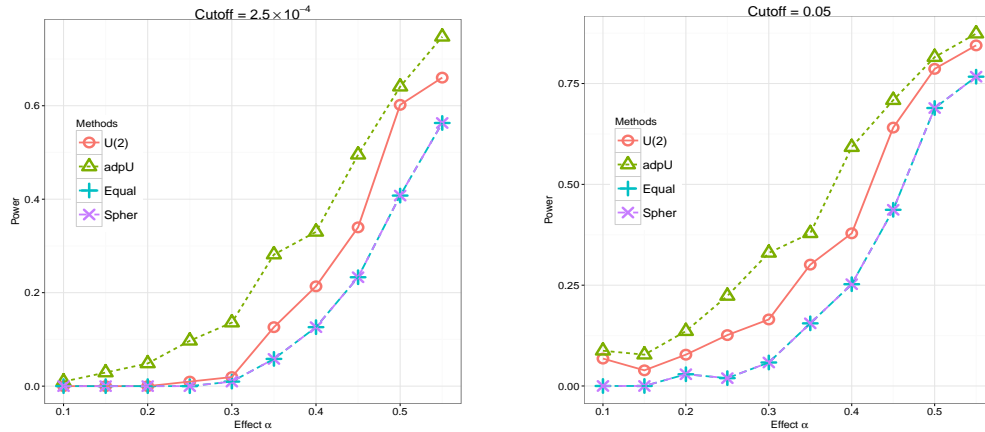 Cutoff = 2.5 × 10⁻⁴
0.6
0.4
0.2
0.0
Power
Methods
U(2)
adpU
Equal
Spher
0.1
0.2
0.3
0.4
0.5
Effect α
Cutoff = 0.05
0.75
0.50
0.25
0.00
Power
Methods
U(2)
adpU
Equal
Spher
0.1
0.2
0.3
0.4
0.5
Effect α